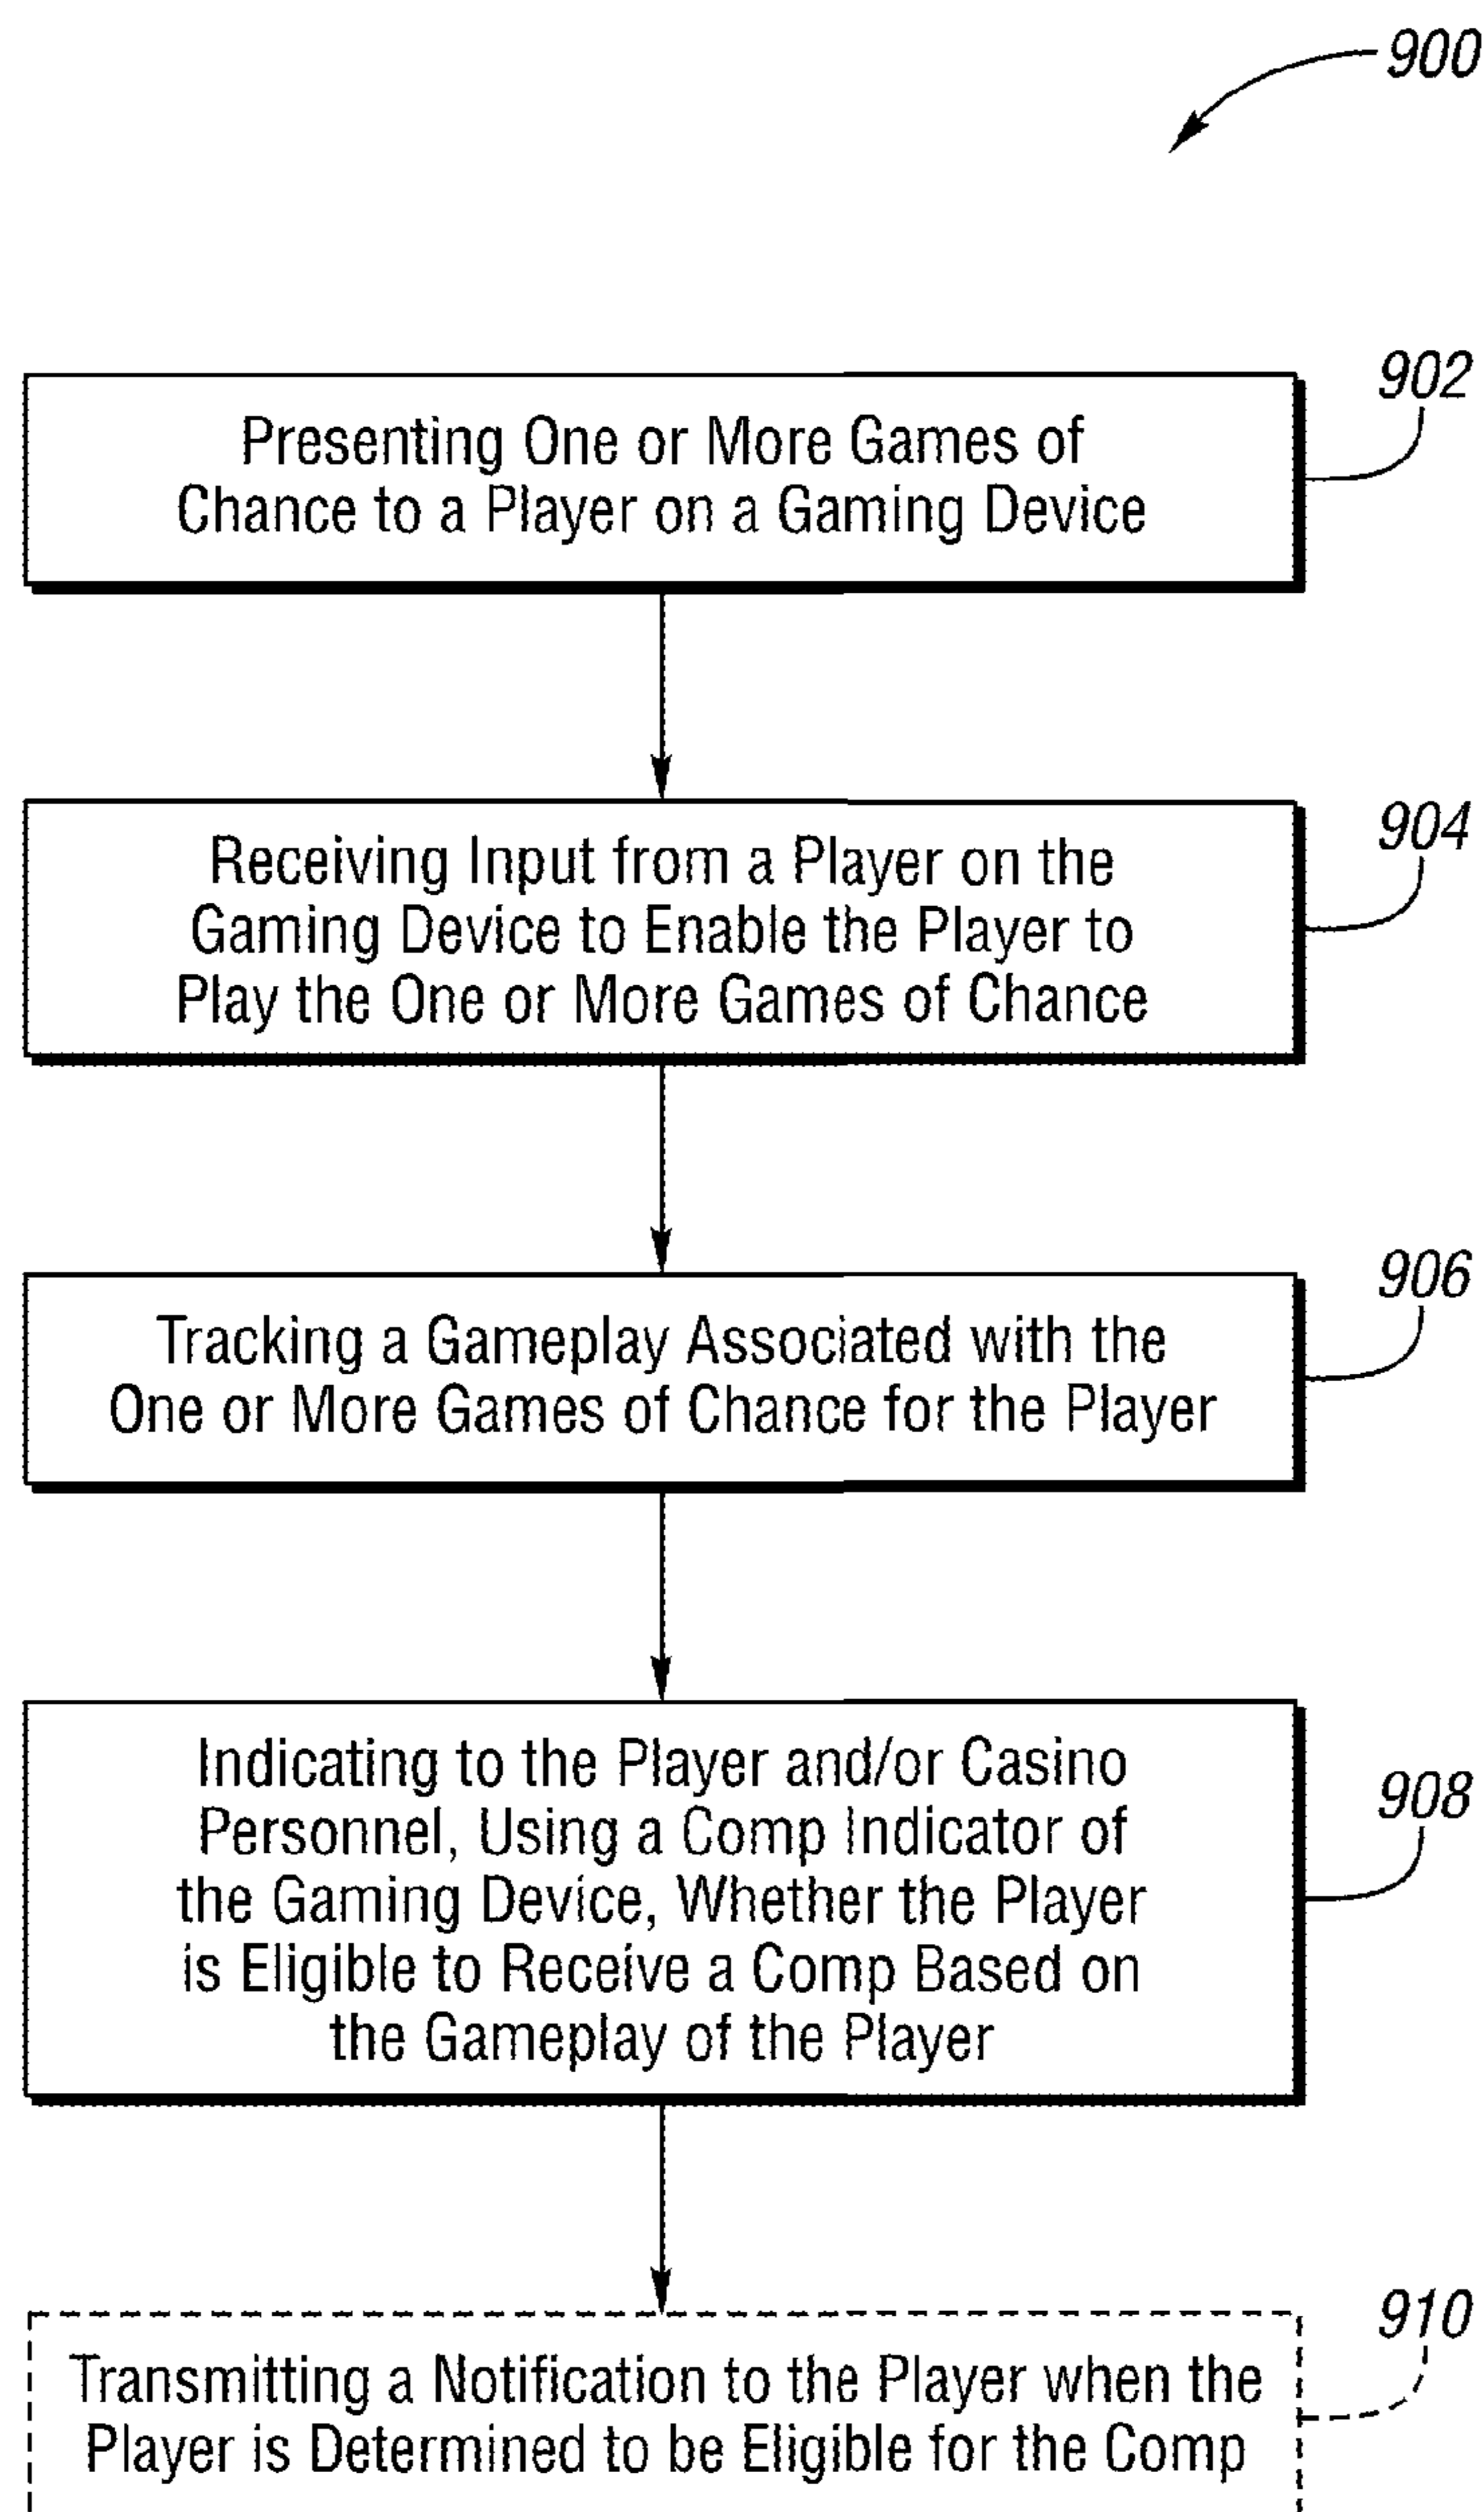 900
902
Presenting One or More Games of
Chance to a Player on a Gaming Device
904
Receiving Input from a Player on the
Gaming Device to Enable the Player to
Play the One or More Games of Chance
906
Tracking a Gameplay Associated with the
One or More Games of Chance for the Player
908
Indicating to the Player and/or Casino
Personnel, Using a Comp Indicator of
the Gaming Device, Whether the Player
is Eligible to Receive a Comp Based on
the Gameplay of the Player
910
Transmitting a Notification to the Player when the
Player is Determined to be Eligible for the Comp